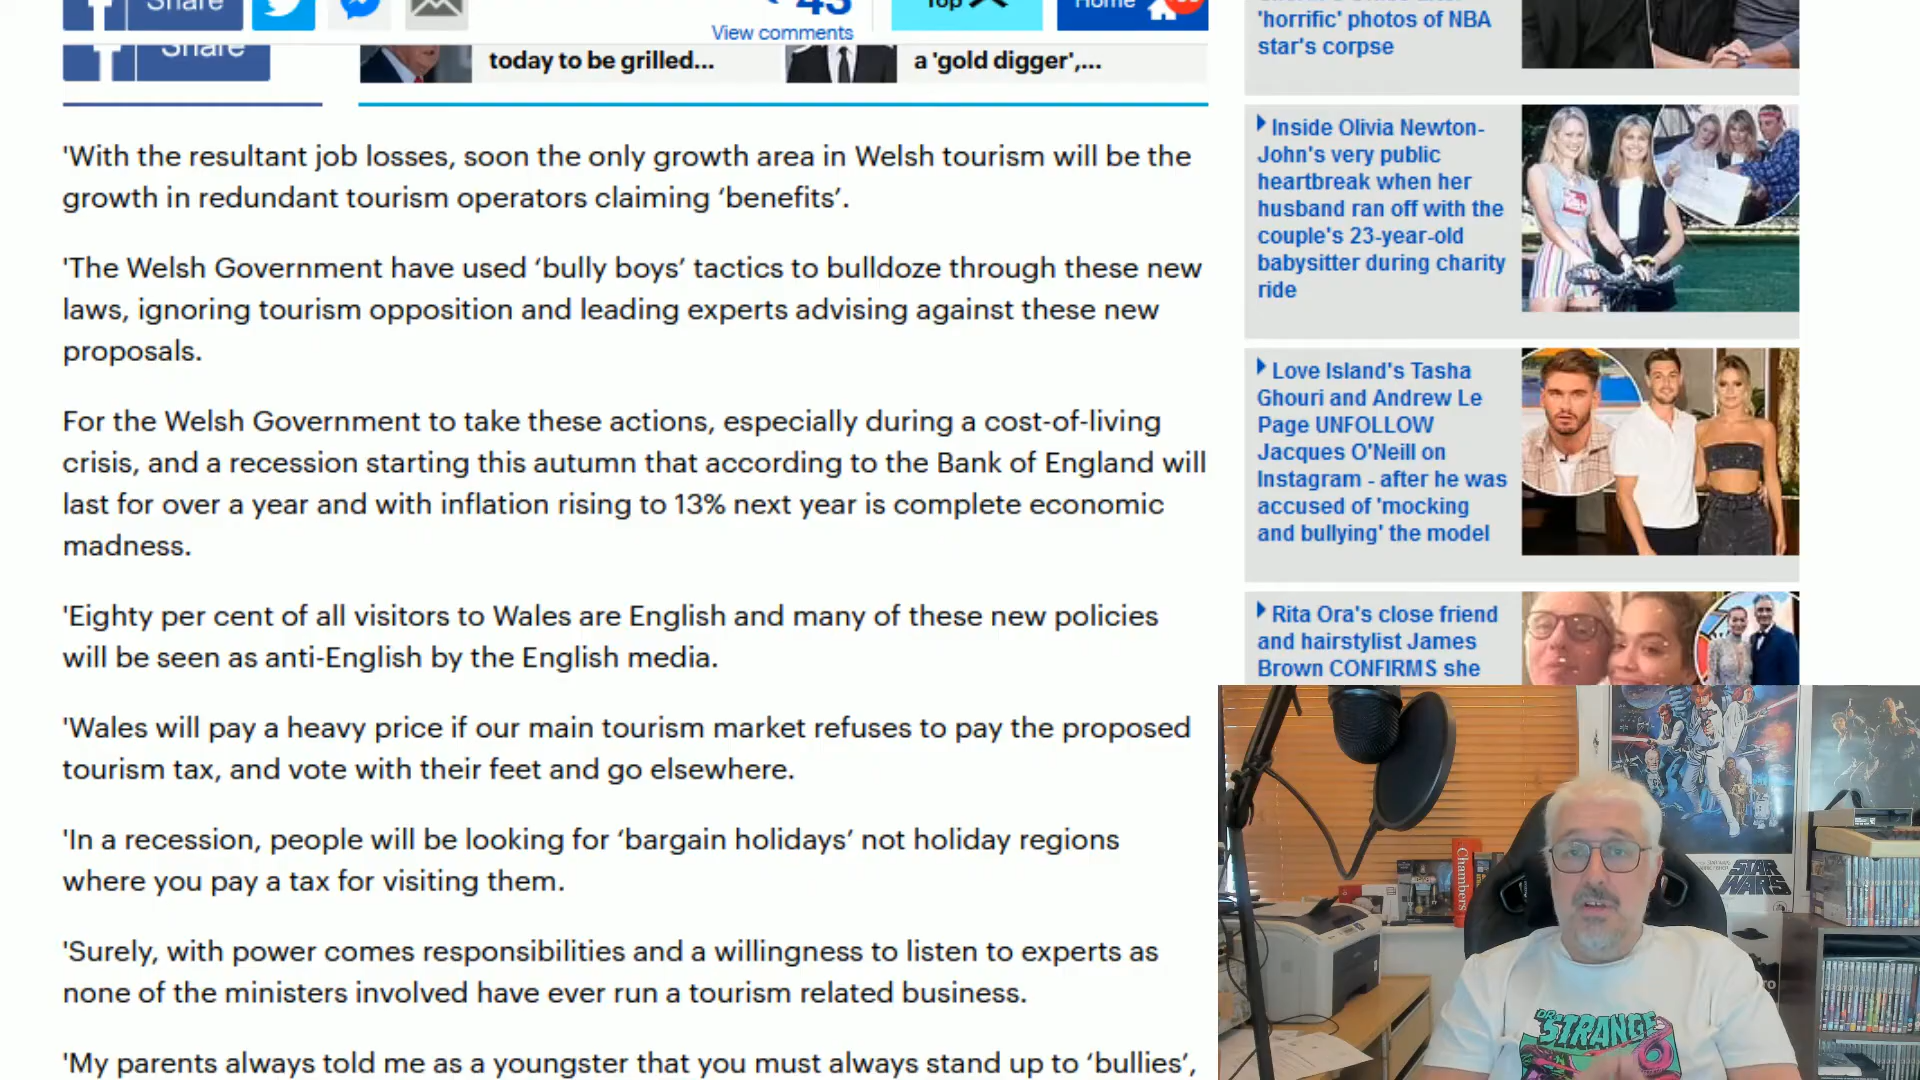 Share
43
View comments
Top
Home
Share
today to be grilled...
a 'gold digger',...
'With the resultant job losses, soon the only growth area in Welsh tourism will be the
growth in redundant tourism operators claiming ‘benefits’.
'The Welsh Government have used ‘bully boys’ tactics to bulldoze through these new
laws, ignoring tourism opposition and leading experts advising against these new
proposals.
For the Welsh Government to take these actions, especially during a cost-of-living
crisis, and a recession starting this autumn that according to the Bank of England will
last for over a year and with inflation rising to 13% next year is complete economic
madness.
'Eighty per cent of all visitors to Wales are English and many of these new policies
will be seen as anti-English by the English media.
'Wales will pay a heavy price if our main tourism market refuses to pay the proposed
tourism tax, and vote with their feet and go elsewhere.
'In a recession, people will be looking for ‘bargain holidays’ not holiday regions
where you pay a tax for visiting them.
'Surely, with power comes responsibilities and a willingness to listen to experts as
none of the ministers involved have ever run a tourism related business.
'My parents always told me as a youngster that you must always stand up to ‘bullies’,
'horrific' photos of NBA
star's corpse
Inside Olivia Newton-
John's very public
heartbreak when her
husband ran off with the
couple's 23-year-old
babysitter during charity
ride
Love Island's Tasha
Ghouri and Andrew Le
Page UNFOLLOW
Jacques O'Neill on
Instagram - after he was
accused of 'mocking
and bullying' the model
Rita Ora's close friend
and hairstylist James
Brown CONFIRMS she
Chambers
STAR
WARS
DR.
STRANGE